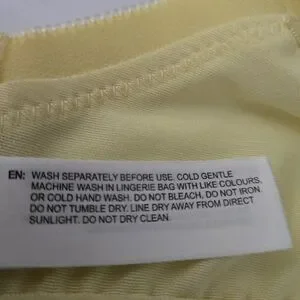 EN: WASH SEPARATELY BEFORE USE. COLD GENTLE
MACHINE WASH IN LINGERIE BAG WITH LIKE COLOURS,
OR COLD HAND WASH. DO NOT BLEACH. DO NOT IRON.
DO NOT TUMBLE DRY. LINE DRY AWAY FROM DIRECT
SUNLIGHT. DO NOT DRY CLEAN.